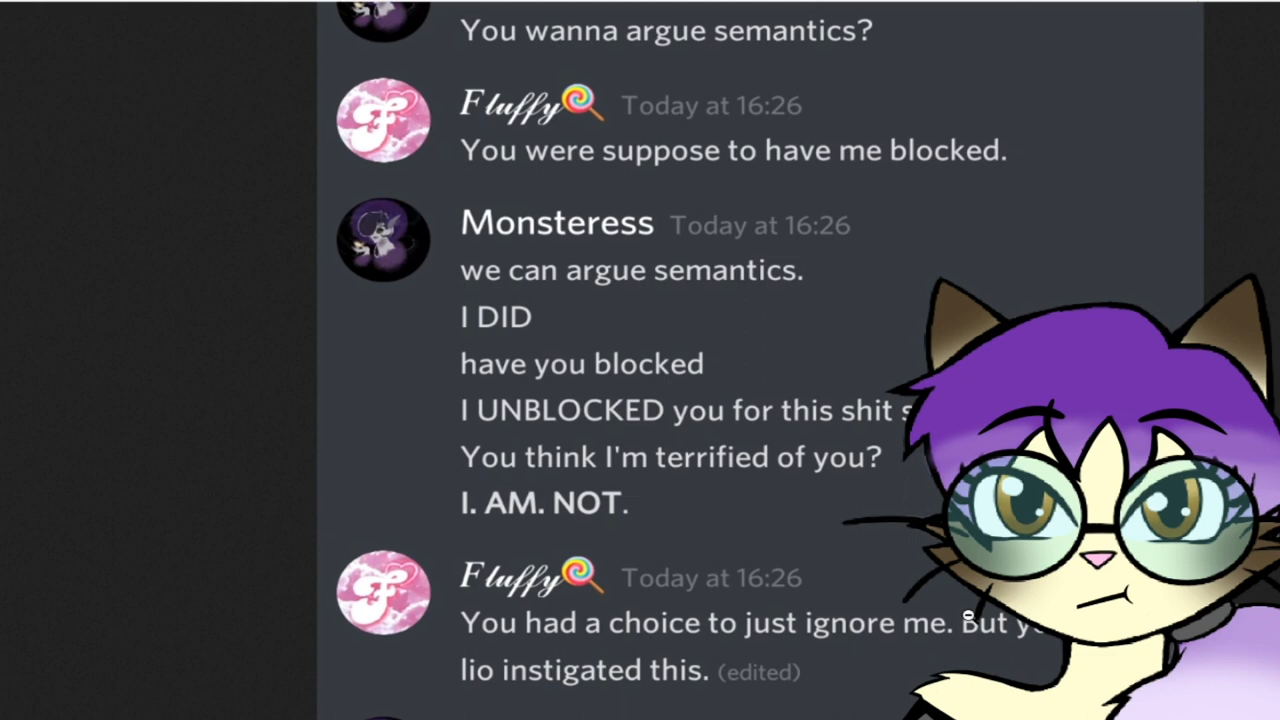 You wanna argue semantics?
Fluffy🍭 Today at 16:26
You were suppose to have me blocked.
Monsteress Today at 16:26
we can argue semantics.
I DID
have you blocked
I UNBLOCKED you for this shit
You think I'm terrified of you?
I. AM. NOT.
Fluffy🍭 Today at 16:26
You had a choice to just ignore me. But
lio instigated this. (edited)